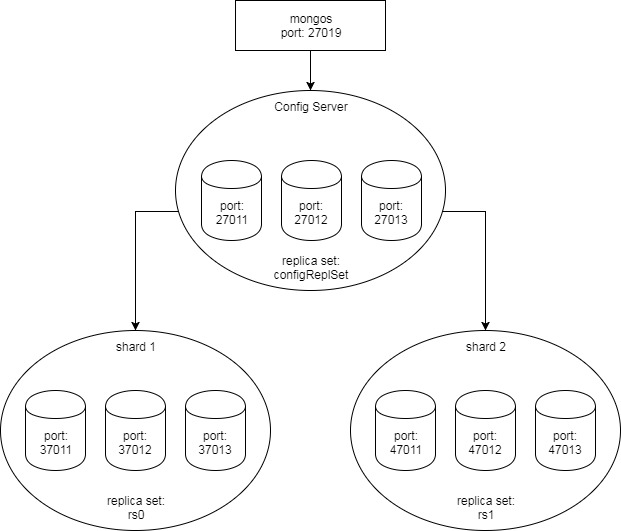 mongos
port: 27019
Config Server
port:
27011
port:
27012
port:
27013
replica set:
configReplSet
shard 1
port:
37011
port:
37012
port:
37013
replica set:
rs0
shard 2
port:
47011
port:
47012
port:
47013
replica set:
rs1